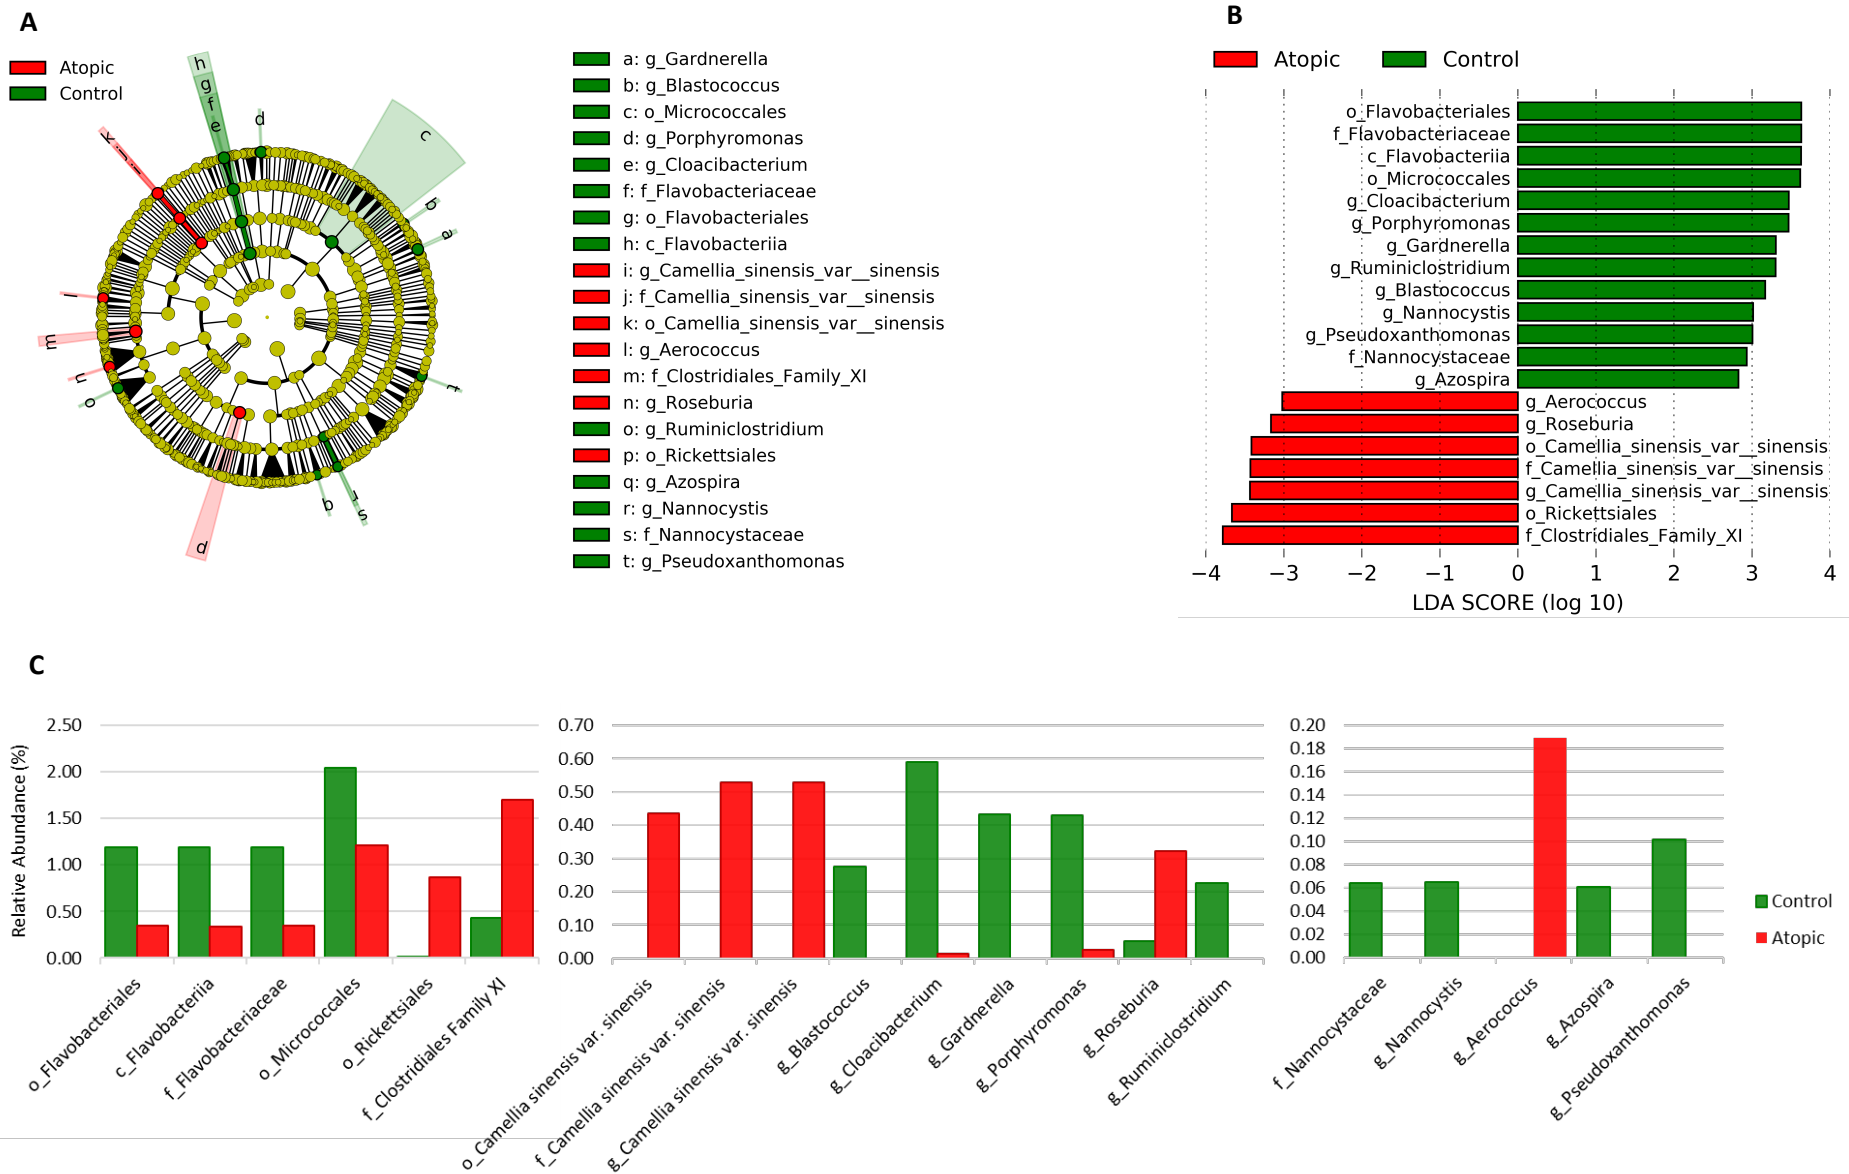 A
Atopic
Control
h
g
f
e
d
c
b
a
k
j
i
l
m
n
o
p
q
r
s
t
a: g_Gardnerella
b: g_Blastococcus
c: o_Micrococcales
d: g_Porphyromonas
e: g_Cloacibacterium
f: f_Flavobacteriaceae
g: o_Flavobacteriales
h: c_Flavobacteriia
i: g_Camellia_sinensis_var__sinensis
j: f_Camellia_sinensis_var__sinensis
k: o_Camellia_sinensis_var__sinensis
l: g_Aerococcus
m: f_Clostridiales_Family_XI
n: g_Roseburia
o: g_Ruminiclostridium
p: o_Rickettsiales
q: g_Azospira
r: g_Nannocystis
s: f_Nannocystaceae
t: g_Pseudoxanthomonas
B
Atopic Control
o_Flavobacteriales
f_Flavobacteriaceae
c_Flavobacteriia
o_Micrococcales
g_Cloacibacterium
g_Porphyromonas
g_Gardnerella
g_Ruminiclostridium
g_Blastococcus
g_Nannocystis
g_Pseudoxanthomonas
f_Nannocystaceae
g_Azospira
g_Aerococcus
g_Roseburia
o_Camellia_sinensis_var__sinensis
f_Camellia_sinensis_var__sinensis
g_Camellia_sinensis_var__sinensis
o_Rickettsiales
f_Clostridiales_Family_XI
−4 −3 −2 −1 0 1 2 3 4
LDA SCORE (log 10)
C
Relative Abundance (%)
2.50
2.00
1.50
1.00
0.50
0.00
o_Flavobacteriales
c_Flavobacteriia
f_Flavobacteriaceae
o_Micrococcales
o_Rickettsiales
f_Clostridiales Family XI
0.70
0.60
0.50
0.40
0.30
0.20
0.10
0.00
o_Camellia sinensis var. sinensis
f_Camellia sinensis var. sinensis
g_Camellia sinensis var. sinensis
g_Blastococcus
g_Cloacibacterium
g_Gardnerella
g_Porphyromonas
g_Roseburia
g_Ruminiclostridium
0.20
0.18
0.16
0.14
0.12
0.10
0.08
0.06
0.04
0.02
0.00
f_Nannocystaceae
g_Nannocystis
g_Aerococcus
g_Azospira
g_Pseudoxanthomonas
Control
Atopic